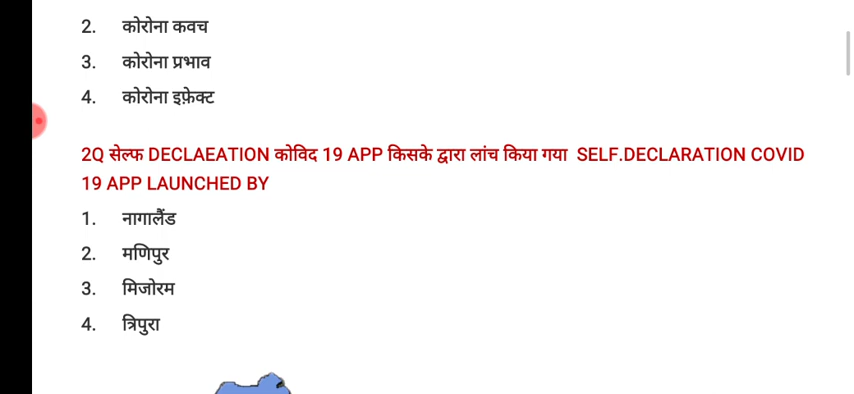 2. कोरोना कवच
3. कोरोना प्रभाव
4. कोरोना इफ़ेक्ट
2Q सेल्फ DECLAEATION कोविद 19 APP किसके द्वारा लांच किया गया SELF.DECLARATION COVID
19 APP LAUNCHED BY
1. नागालैंड
2. मणिपुर
3. मिजोरम
4. त्रिपुरा